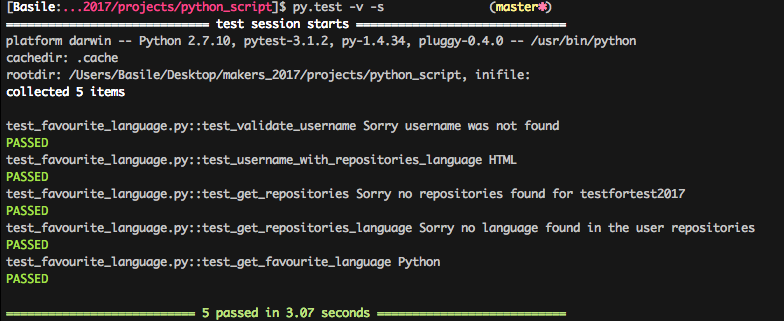 [Basile:...2017/projects/python_script]$ py.test -v -s (master*)
=========================== test session starts ============================
platform darwin -- Python 2.7.10, pytest-3.1.2, py-1.4.34, pluggy-0.4.0 -- /usr/bin/python
cachedir: .cache
rootdir: /Users/Basile/Desktop/makers_2017/projects/python_script, inifile:
collected 5 items
test_favourite_language.py::test_validate_username Sorry username was not found
PASSED
test_favourite_language.py::test_username_with_repositories_language HTML
PASSED
test_favourite_language.py::test_get_repositories Sorry no repositories found for testfortest2017
PASSED
test_favourite_language.py::test_get_repositories_language Sorry no language found in the user repositories
PASSED
test_favourite_language.py::test_get_favourite_language Python
PASSED
========================= 5 passed in 3.07 seconds =========================